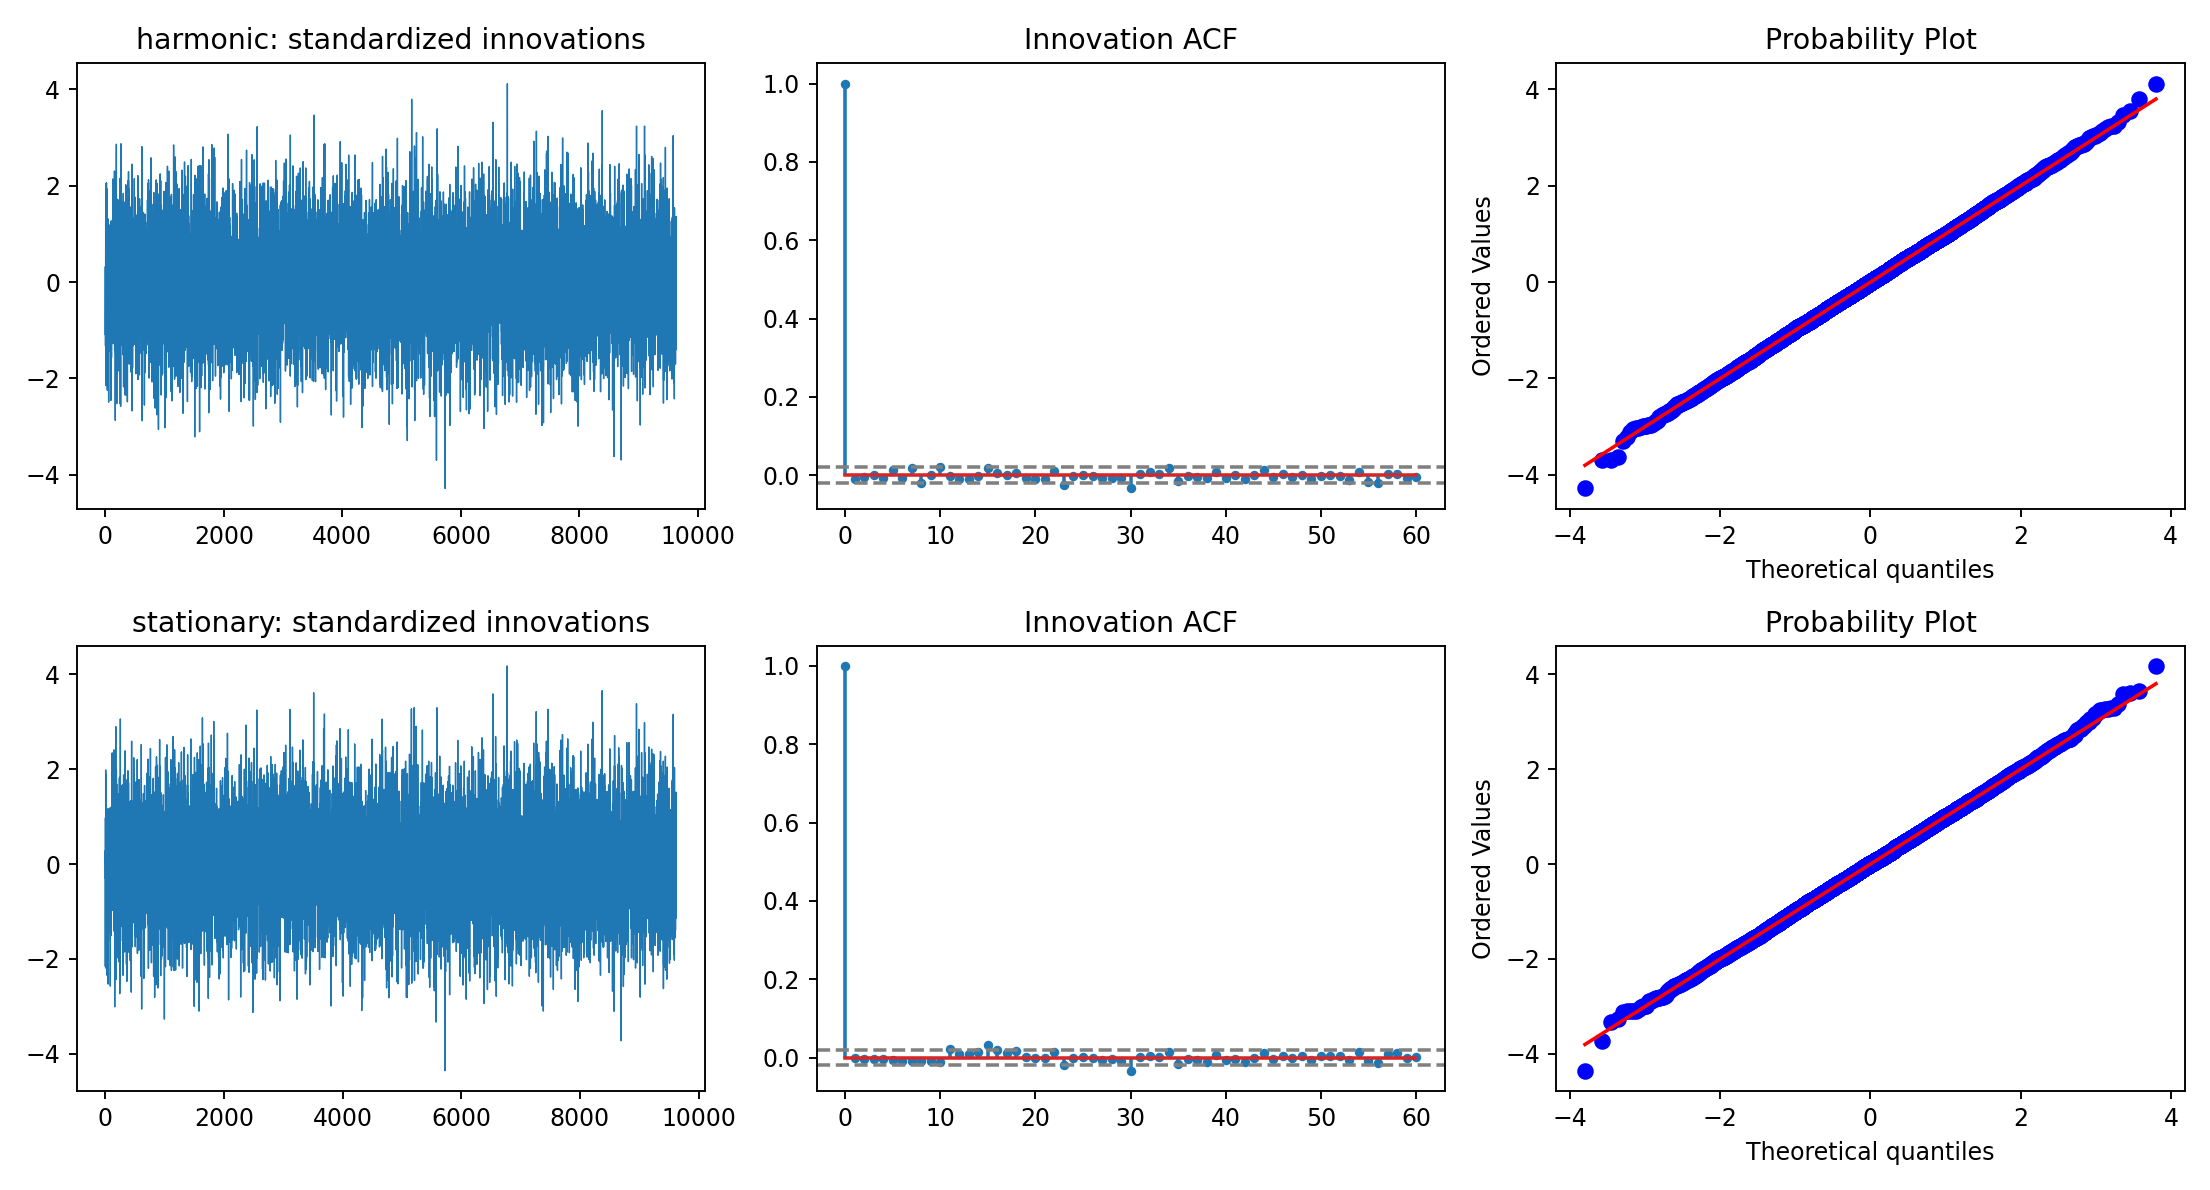 harmonic: standardized innovations
4
2
0
−2
−4
0 2000 4000 6000 8000 10000
Innovation ACF
1.0
0.8
0.6
0.4
0.2
0.0
0 10 20 30 40 50 60
Probability Plot
Ordered Values
4
2
0
−2
−4
−4 −2 0 2 4
Theoretical quantiles
stationary: standardized innovations
4
2
0
−2
−4
0 2000 4000 6000 8000 10000
Innovation ACF
1.0
0.8
0.6
0.4
0.2
0.0
0 10 20 30 40 50 60
Probability Plot
Ordered Values
4
2
0
−2
−4
−4 −2 0 2 4
Theoretical quantiles